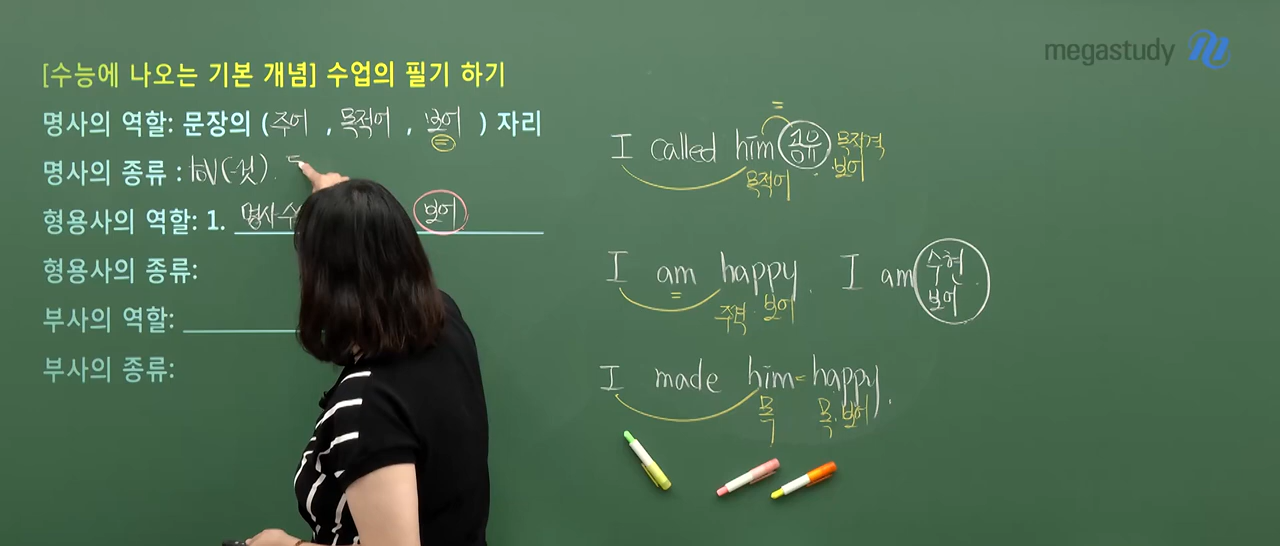 megastudy
[수능에 나오는 기본 개념] 수업의 필기 하기
명사의 역할: 문장의 (주어, 목적어, 보어) 자리
=
명사의 종류: toV(-것).
형용사의 역할: 1. 명사수 보어
형용사의 종류:
부사의 역할:
부사의 종류:
=
I called him 공유 목적격
목적어 보어
I am happy. I am 수현.
= 주격 보어 보어
I made him = happy.
목 목.보어